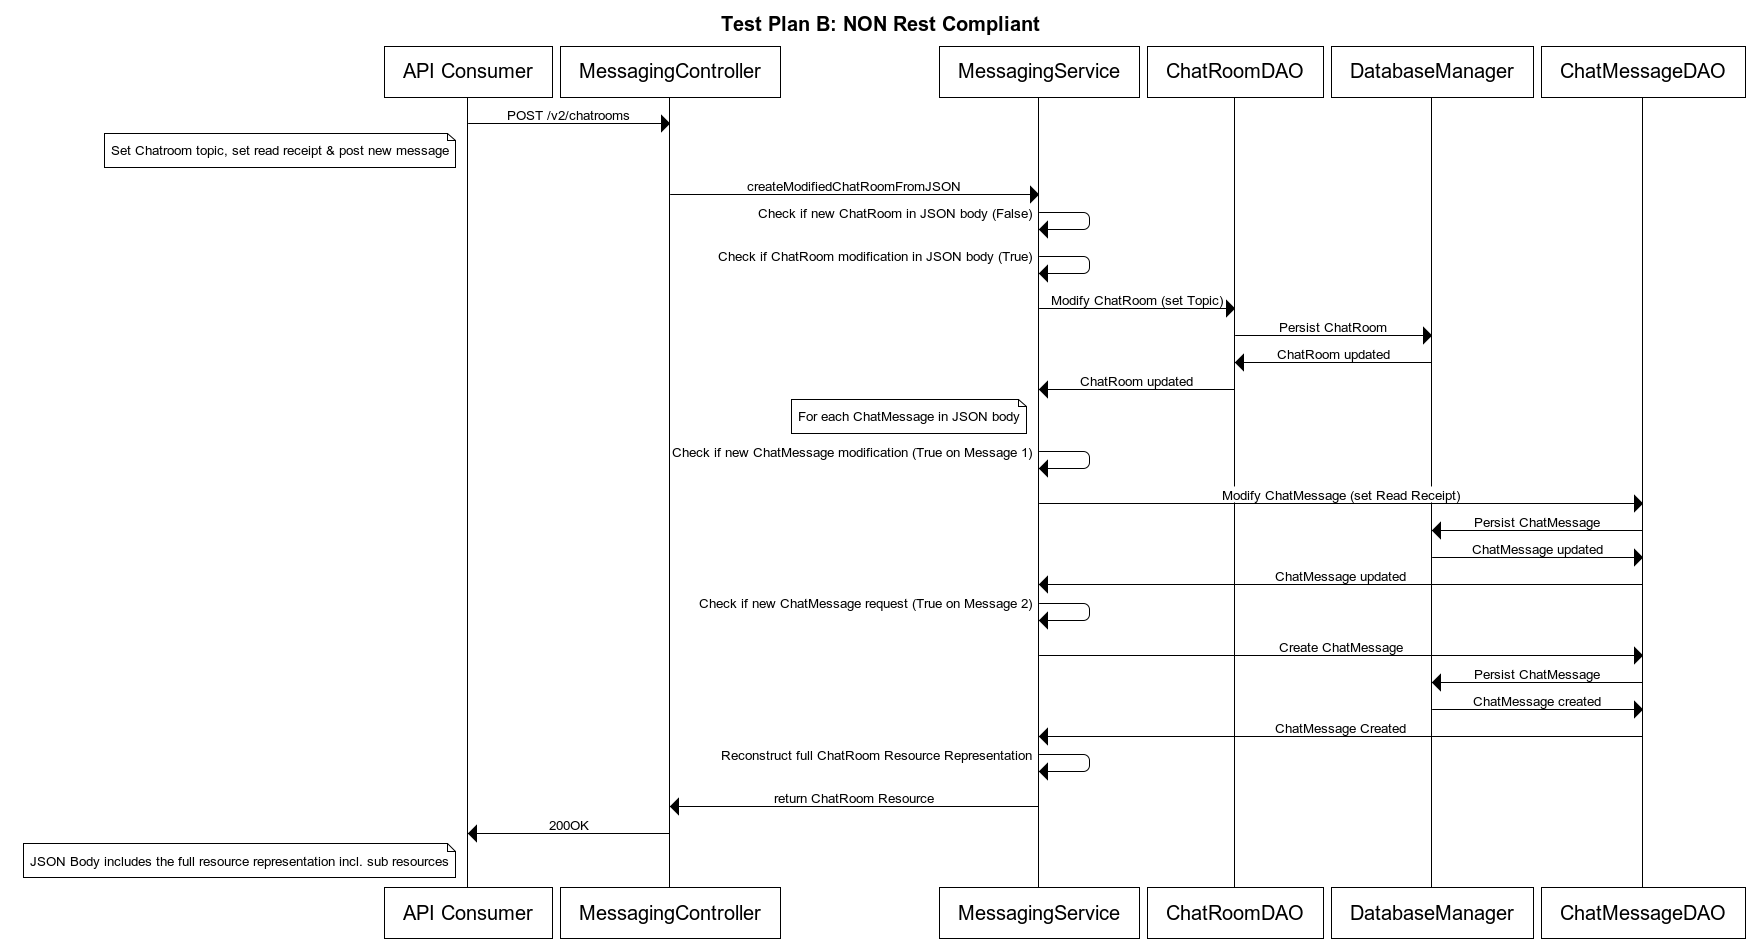 Test Plan B: NON Rest Compliant
API Consumer
MessagingController
MessagingService
ChatRoomDAO
DatabaseManager
ChatMessageDAO
POST /v2/chatrooms
Set Chatroom topic, set read receipt & post new message
createModifiedChatRoomFromJSON
Check if new ChatRoom in JSON body (False)
Check if ChatRoom modification in JSON body (True)
Modify ChatRoom (set Topic)
Persist ChatRoom
ChatRoom updated
ChatRoom updated
For each ChatMessage in JSON body
Check if new ChatMessage modification (True on Message 1)
Modify ChatMessage (set Read Receipt)
Persist ChatMessage
ChatMessage updated
ChatMessage updated
Check if new ChatMessage request (True on Message 2)
Create ChatMessage
Persist ChatMessage
ChatMessage created
ChatMessage Created
Reconstruct full ChatRoom Resource Representation
return ChatRoom Resource
200OK
JSON Body includes the full resource representation incl. sub resources
API Consumer
MessagingController
MessagingService
ChatRoomDAO
DatabaseManager
ChatMessageDAO